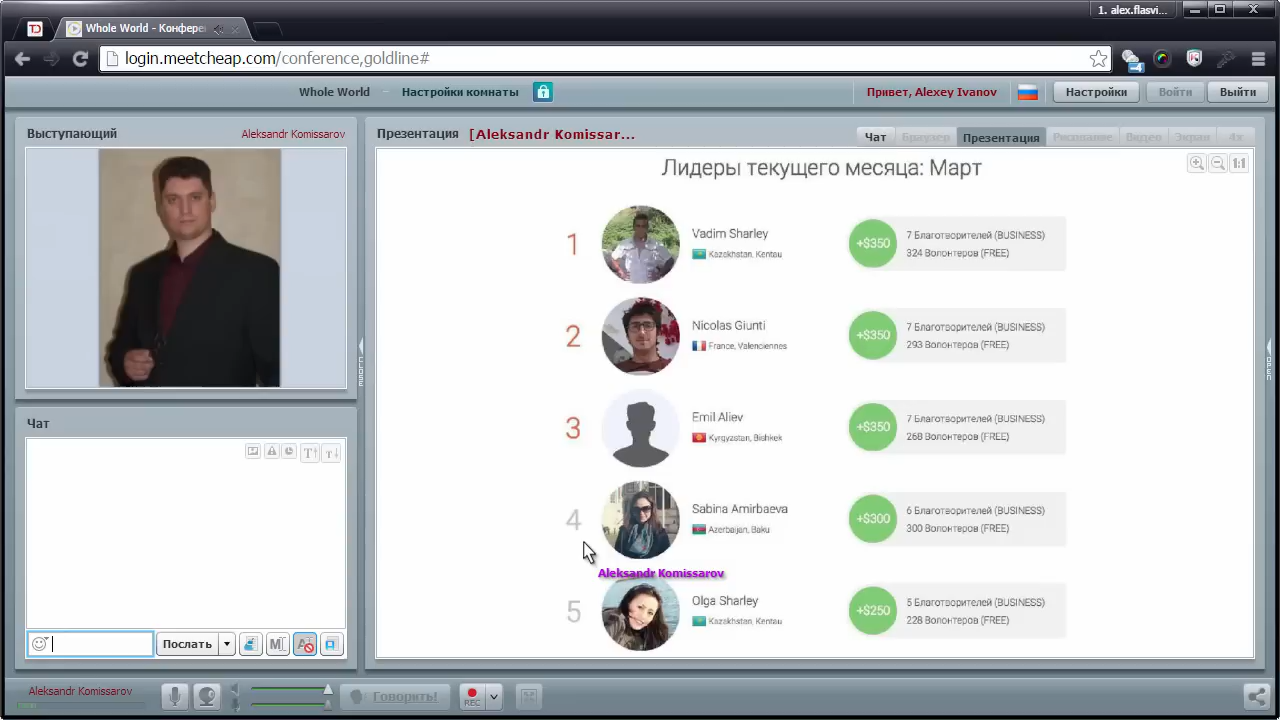 1. alex.flasvi...
Whole World - Конфере
login.meetcheap.com/conference,goldline#
Whole World
Настройки комнаты
Привет, Alexey Ivanov
Настройки
Войти
Выйти
Выступающий
Aleksandr Komissarov
Презентация
[Aleksandr Komissar...
Чат
Браузер
Презентация
Рисование
Видео
Экран
4x
Лидеры текущего месяца: Март
1:1
1
Vadim Sharley
Kazakhstan, Kentau
+$350
7 Благотворителей (BUSINESS)
324 Волонтеров (FREE)
2
Nicolas Giunti
France, Valenciennes
+$350
7 Благотворителей (BUSINESS)
293 Волонтеров (FREE)
3
Emil Aliev
Kyrgyzstan, Bishkek
+$350
7 Благотворителей (BUSINESS)
268 Волонтеров (FREE)
4
Sabina Amirbaeva
Azerbaijan, Baku
+$300
6 Благотворителей (BUSINESS)
300 Волонтеров (FREE)
Aleksandr Komissarov
5
Olga Sharley
Kazakhstan, Kentau
+$250
5 Благотворителей (BUSINESS)
228 Волонтеров (FREE)
Чат
Послать
Aleksandr Komissarov
Говорить!
REC